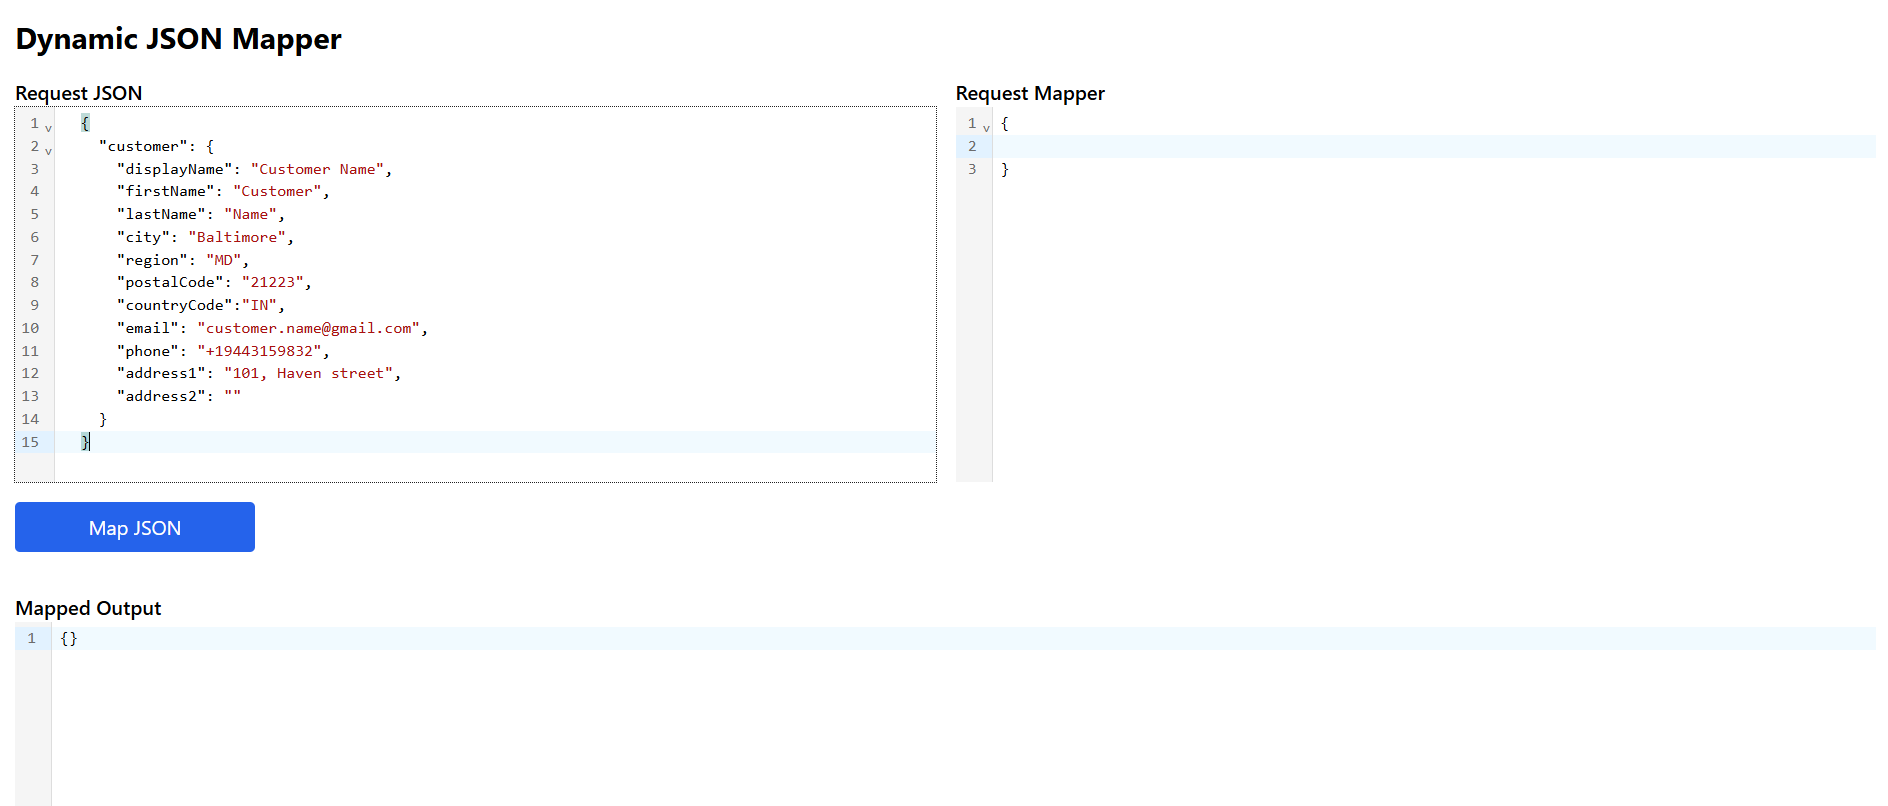 Dynamic JSON Mapper
Request JSON
1 {
2 "customer": {
3 "displayName": "Customer Name",
4 "firstName": "Customer",
5 "lastName": "Name",
6 "city": "Baltimore",
7 "region": "MD",
8 "postalCode": "21223",
9 "countryCode":"IN",
10 "email": "customer.name@gmail.com",
11 "phone": "+19443159832",
12 "address1": "101, Haven street",
13 "address2": ""
14 }
15 }
Request Mapper
1 {
2
3 }
Map JSON
Mapped Output
1 {}